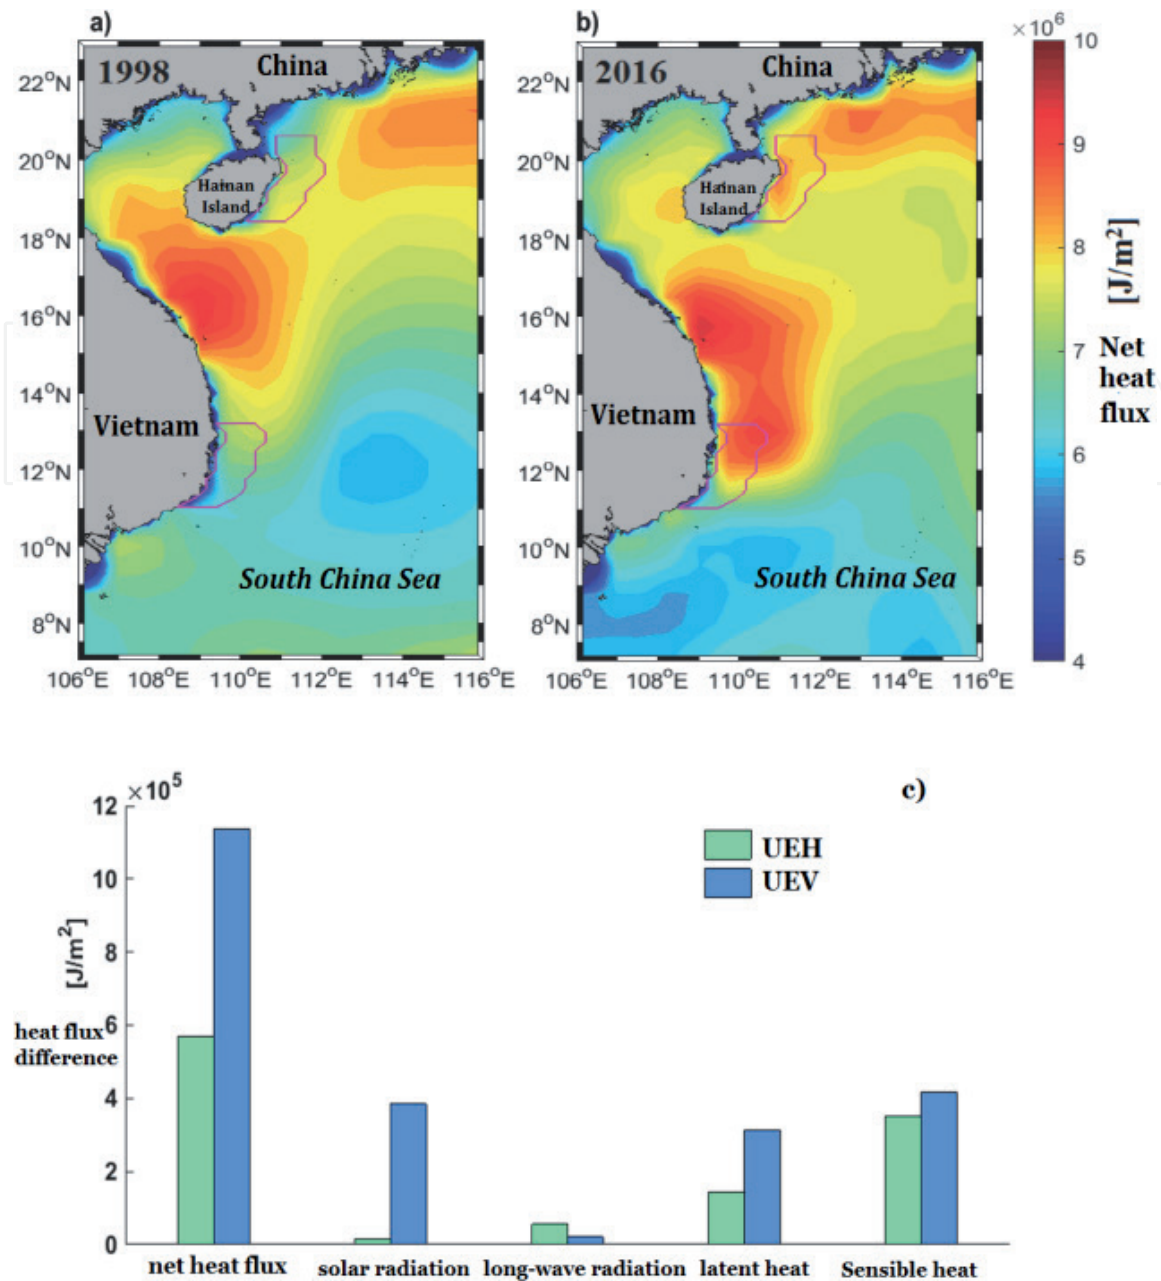 a)
b)
×10⁶
1998
China
2016
China
10
22°N
22°N
9
20°N
20°N
Hainan
Island
Hainan
Island
18°N
18°N
8
[J/m²]
16°N
16°N
7
Net
heat
flux
14°N
14°N
Vietnam
Vietnam
12°N
12°N
6
10°N
10°N
5
South China Sea
South China Sea
8°N
8°N
4
106°E 108°E 110°E 112°E 114°E 116°E
106°E 108°E 110°E 112°E 114°E 116°E
c)
×10⁵
12
UEH
UEV
10
[J/m²]
8
heat flux
difference
6
4
2
0
net heat flux solar radiation long-wave radiation latent heat Sensible heat